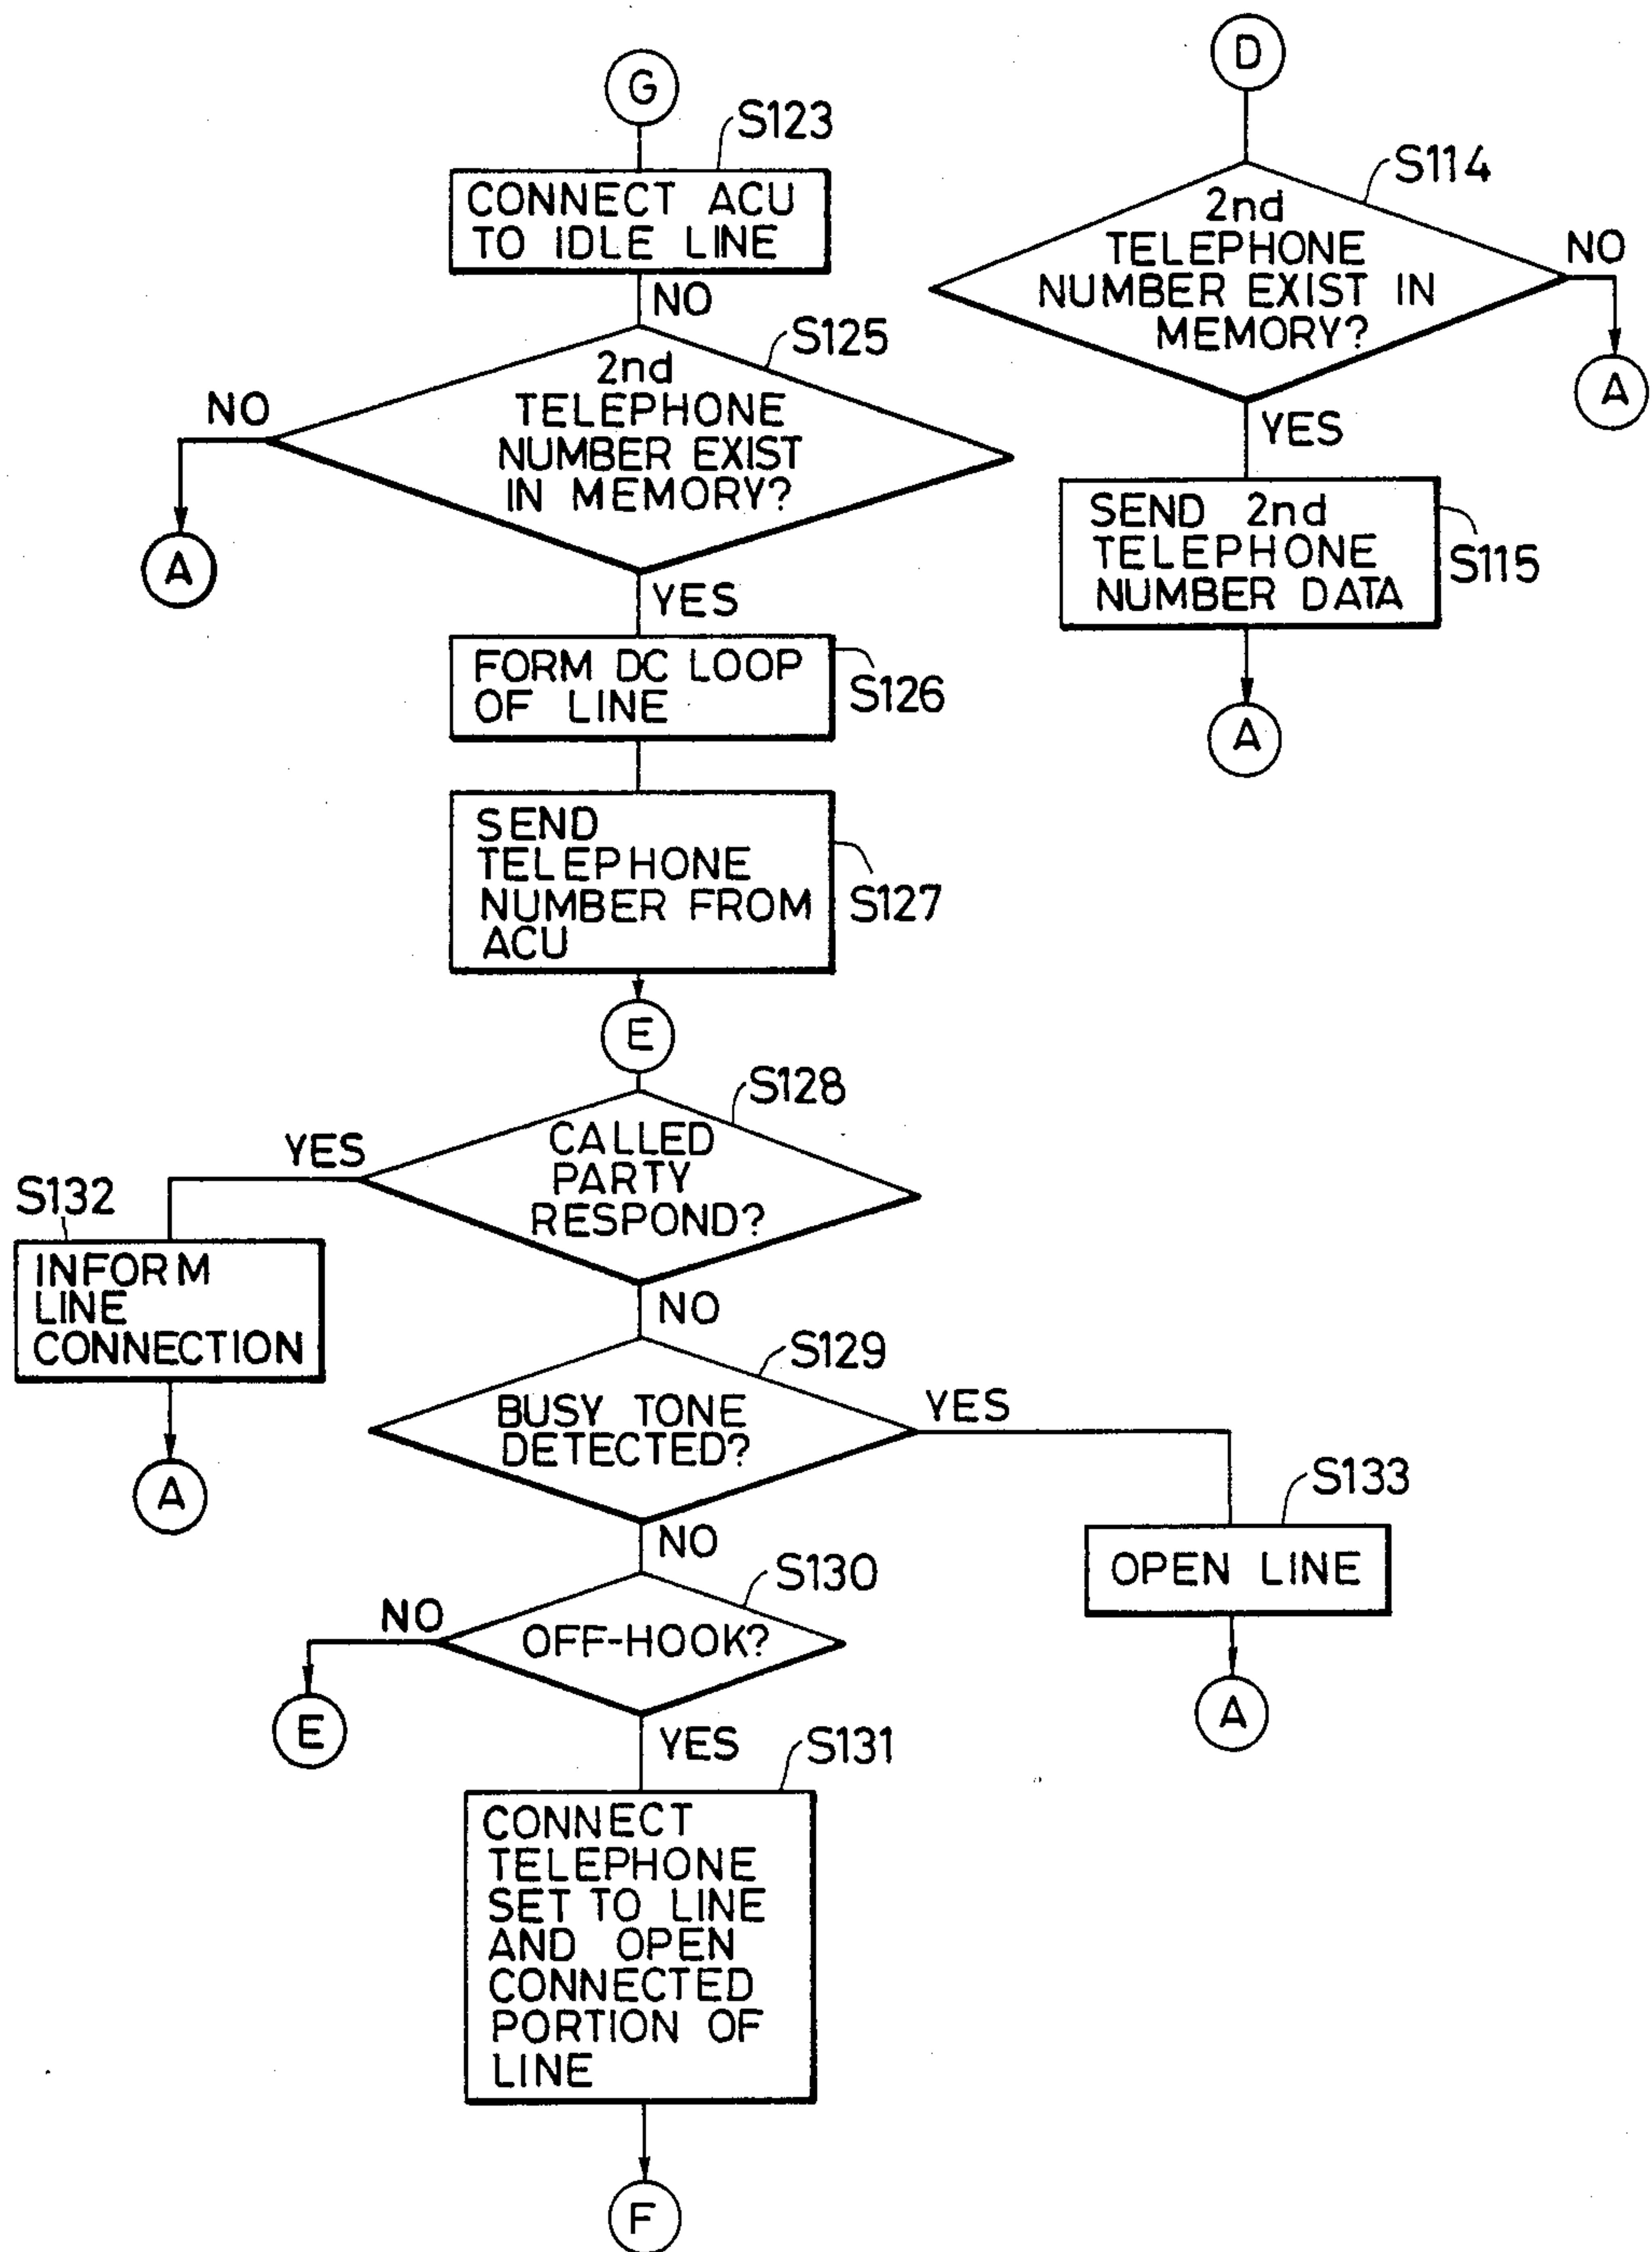 G
S123
CONNECT ACU
TO IDLE LINE
NO
S125
2nd
TELEPHONE
NUMBER EXIST
IN MEMORY?
NO
A
YES
FORM DC LOOP
OF LINE
S126
SEND
TELEPHONE
NUMBER FROM
ACU
S127
E
S128
CALLED
PARTY
RESPOND?
YES
S132
INFORM
LINE
CONNECTION
A
NO
S129
BUSY TONE
DETECTED?
YES
S133
OPEN LINE
A
NO
S130
OFF-HOOK?
NO
E
YES
S131
CONNECT
TELEPHONE
SET TO LINE
AND OPEN
CONNECTED
PORTION OF
LINE
F
D
S114
2nd
TELEPHONE
NUMBER EXIST IN
MEMORY?
NO
A
YES
SEND 2nd
TELEPHONE
NUMBER DATA
S115
A